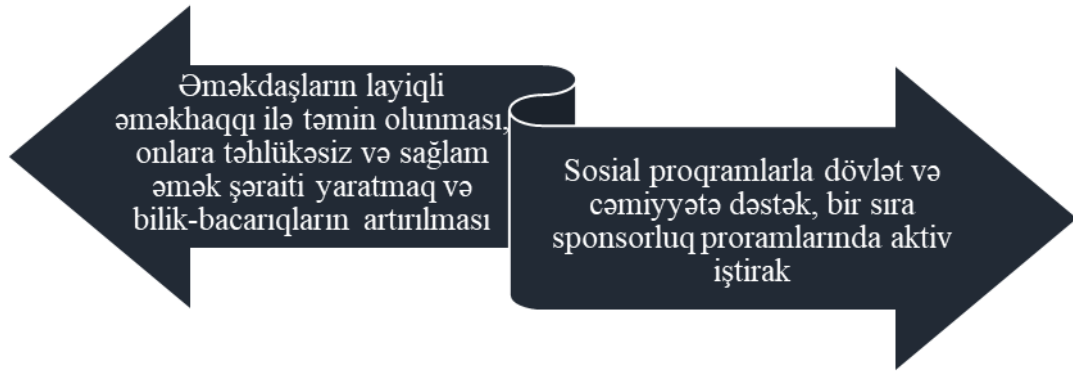 Əməkdaşların layiqli
əməkhaqqı ilə təmin olunması,
onlara təhlükəsiz və sağlam
əmək şəraiti yaratmaq və
bilik-bacarıqların artırılması
Sosial proqramlarla dövlət və
cəmiyyətə dəstək, bir sıra
sponsorluq proramlarında aktiv
iştirak